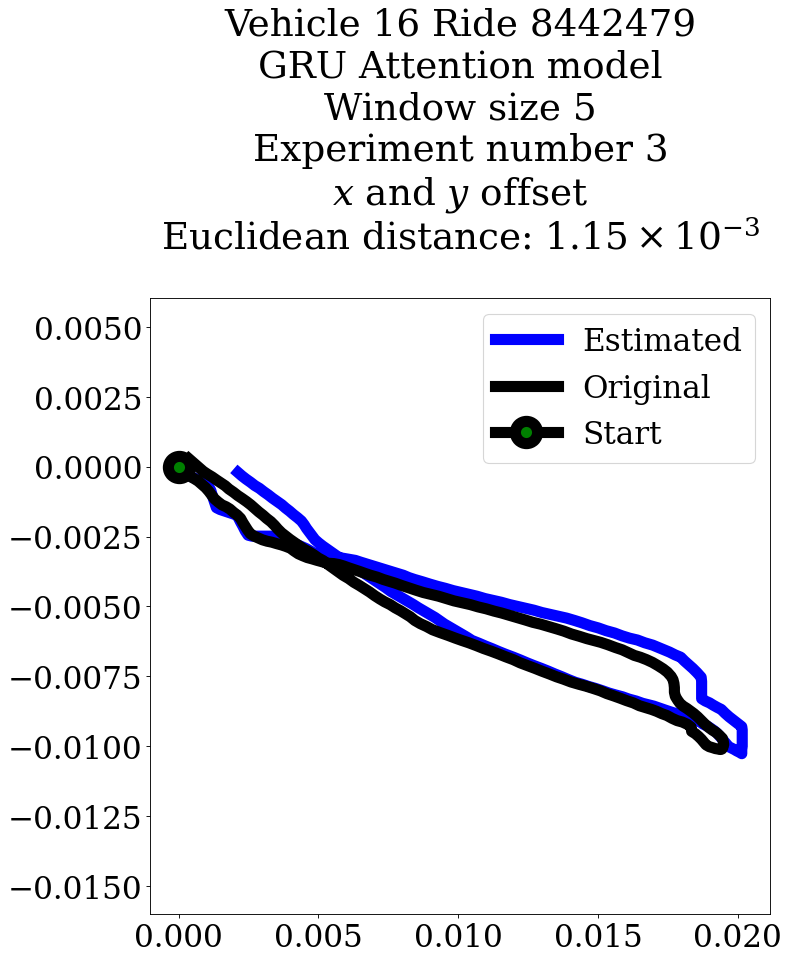 Vehicle 16 Ride 8442479
GRU Attention model
Window size 5
Experiment number 3
x and y offset
Euclidean distance: 1.15 × 10⁻³
Estimated
Original
Start
0.0050
0.0025
0.0000
−0.0025
−0.0050
−0.0075
−0.0100
−0.0125
−0.0150
0.000 0.005 0.010 0.015 0.020